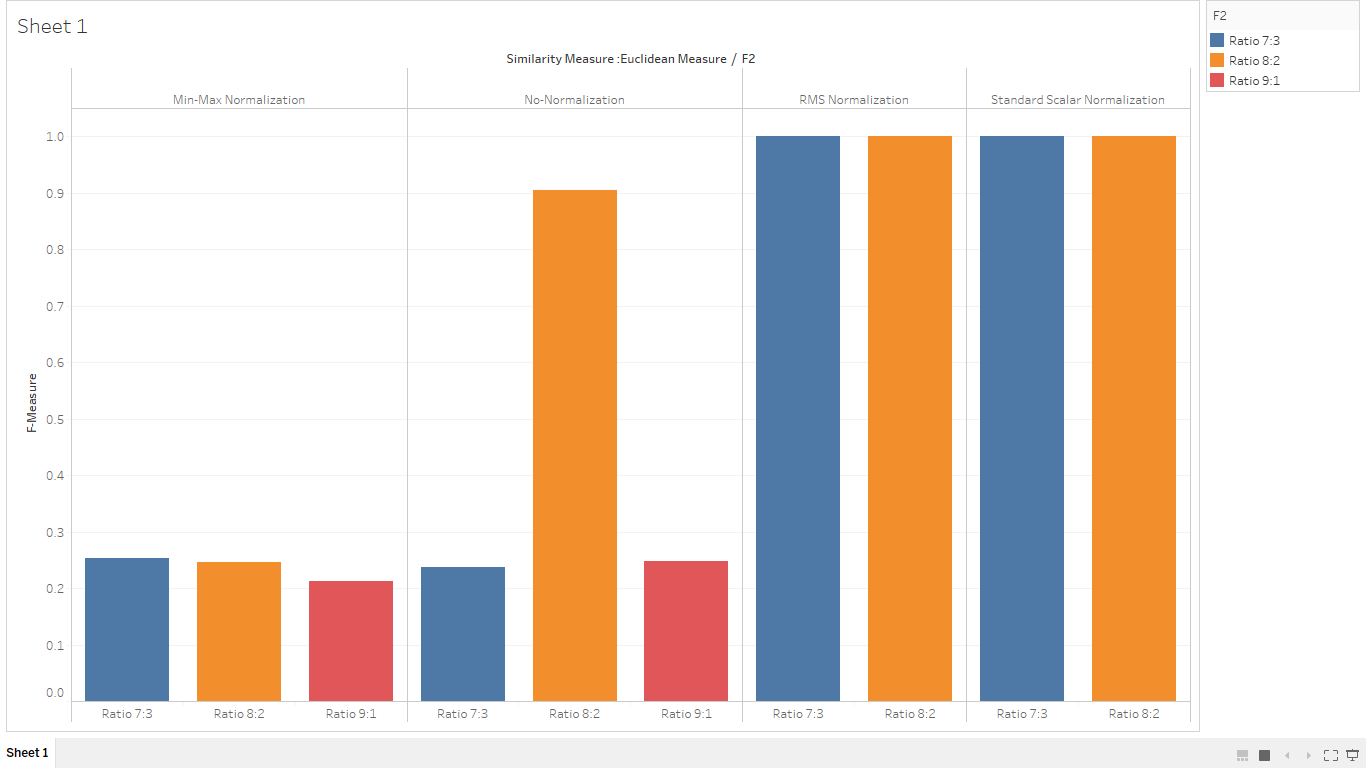 Sheet 1
Similarity Measure :Euclidean Measure / F2
Min-Max Normalization No-Normalization RMS Normalization Standard Scalar Normalization
F-Measure
1.0
0.9
0.8
0.7
0.6
0.5
0.4
0.3
0.2
0.1
0.0
Ratio 7:3 Ratio 8:2 Ratio 9:1 Ratio 7:3 Ratio 8:2 Ratio 9:1 Ratio 7:3 Ratio 8:2 Ratio 7:3 Ratio 8:2
F2
Ratio 7:3
Ratio 8:2
Ratio 9:1
Sheet 1